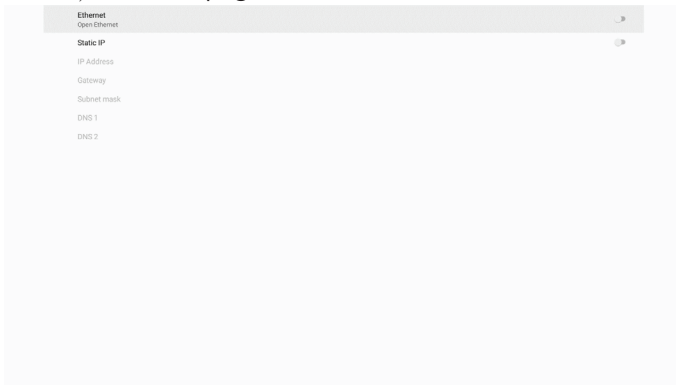 Ethernet
Open Ethernet
Static IP
IP Address
Gateway
Subnet mask
DNS 1
DNS 2